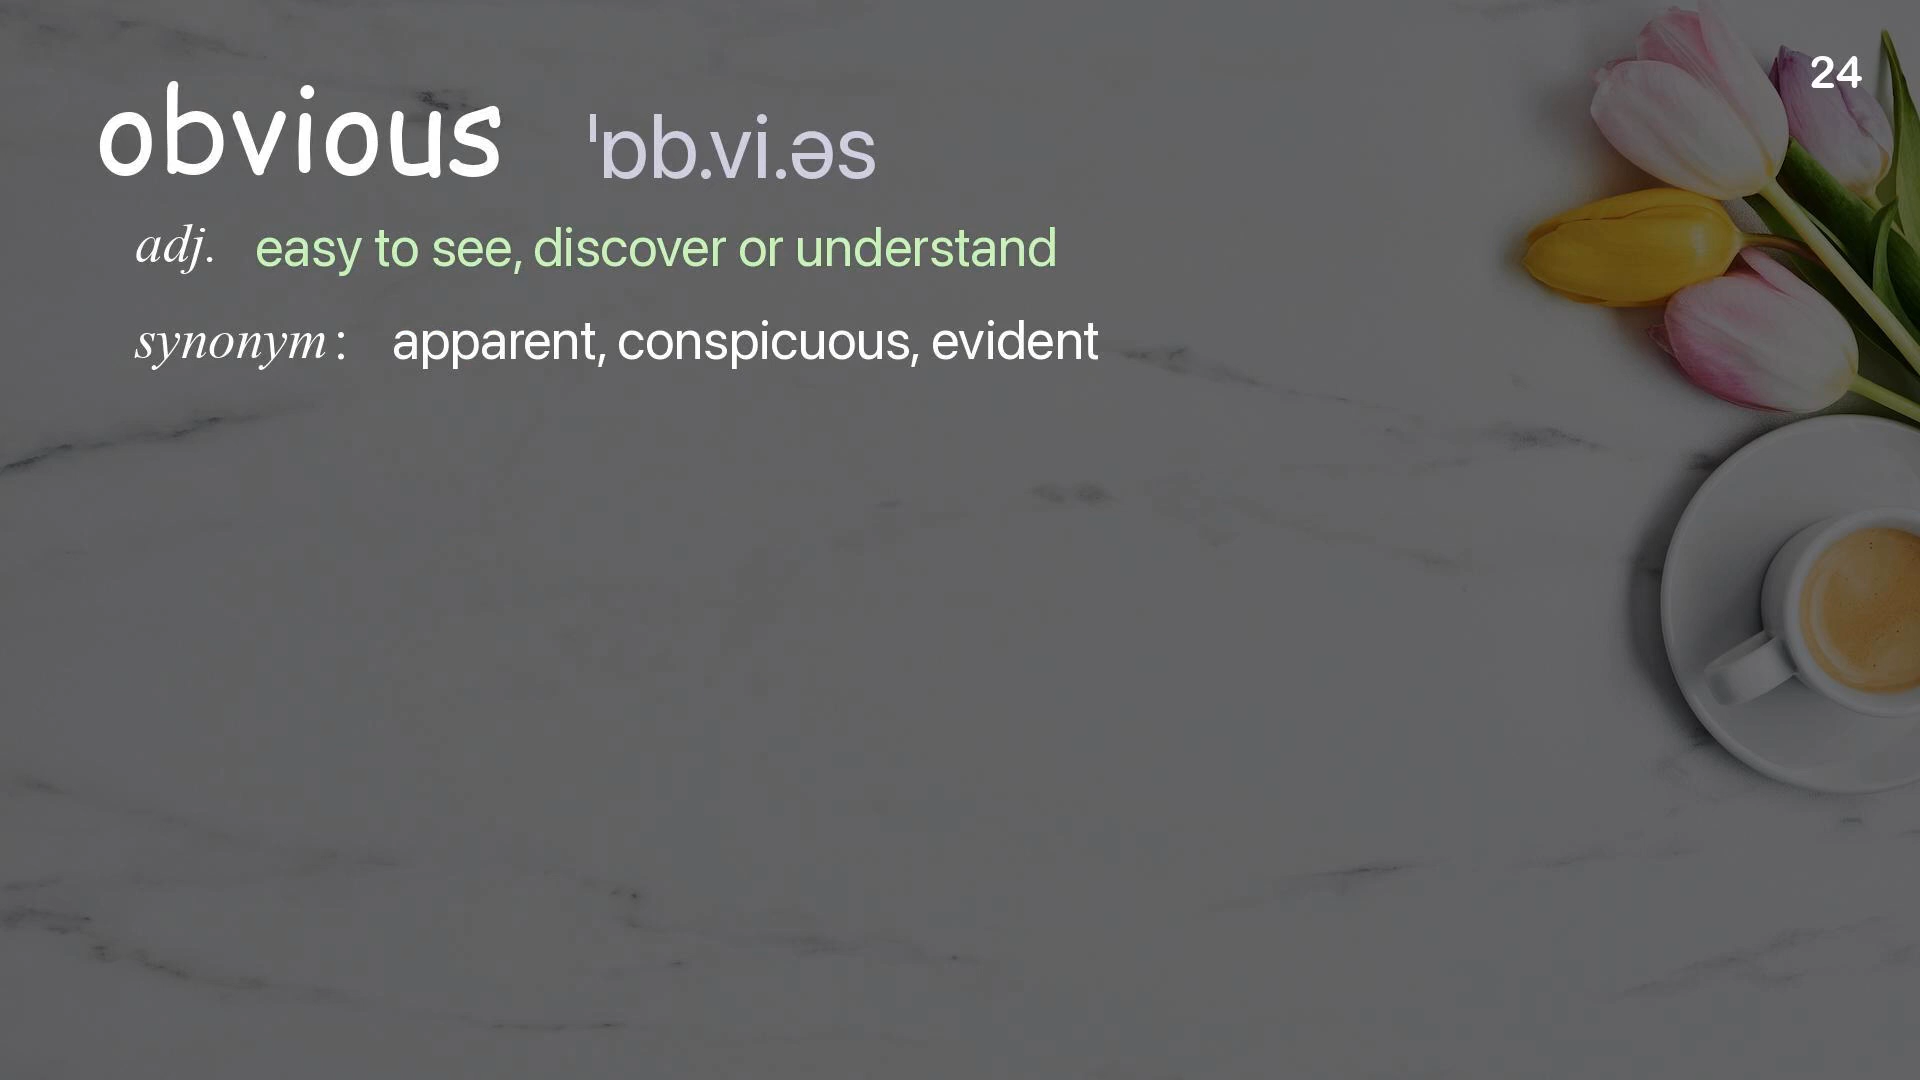 24
obvious ˈɒb.vi.əs
adj. easy to see, discover or understand
synonym: apparent, conspicuous, evident